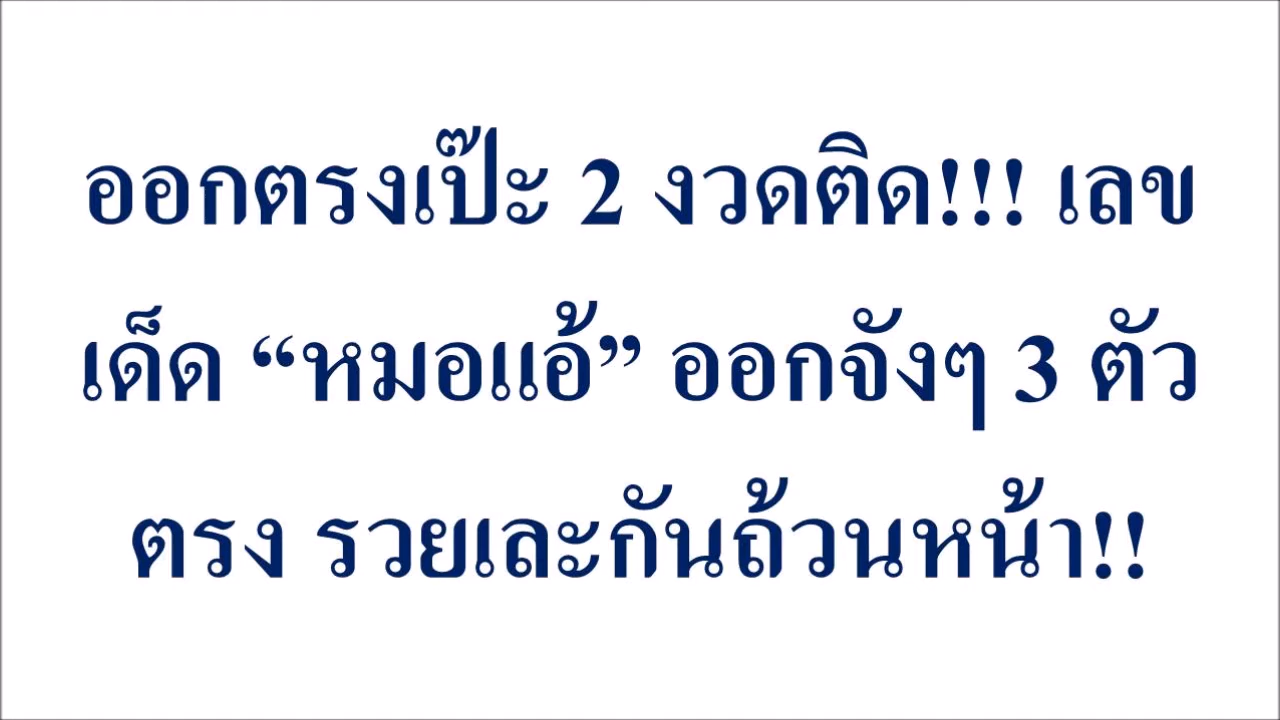 ออกตรงเป๊ะ 2 งวดติด!!! เลข
เด็ด “หมอแอ้” ออกจังๆ 3 ตัว
ตรง รวยเละกันถ้วนหน้า!!